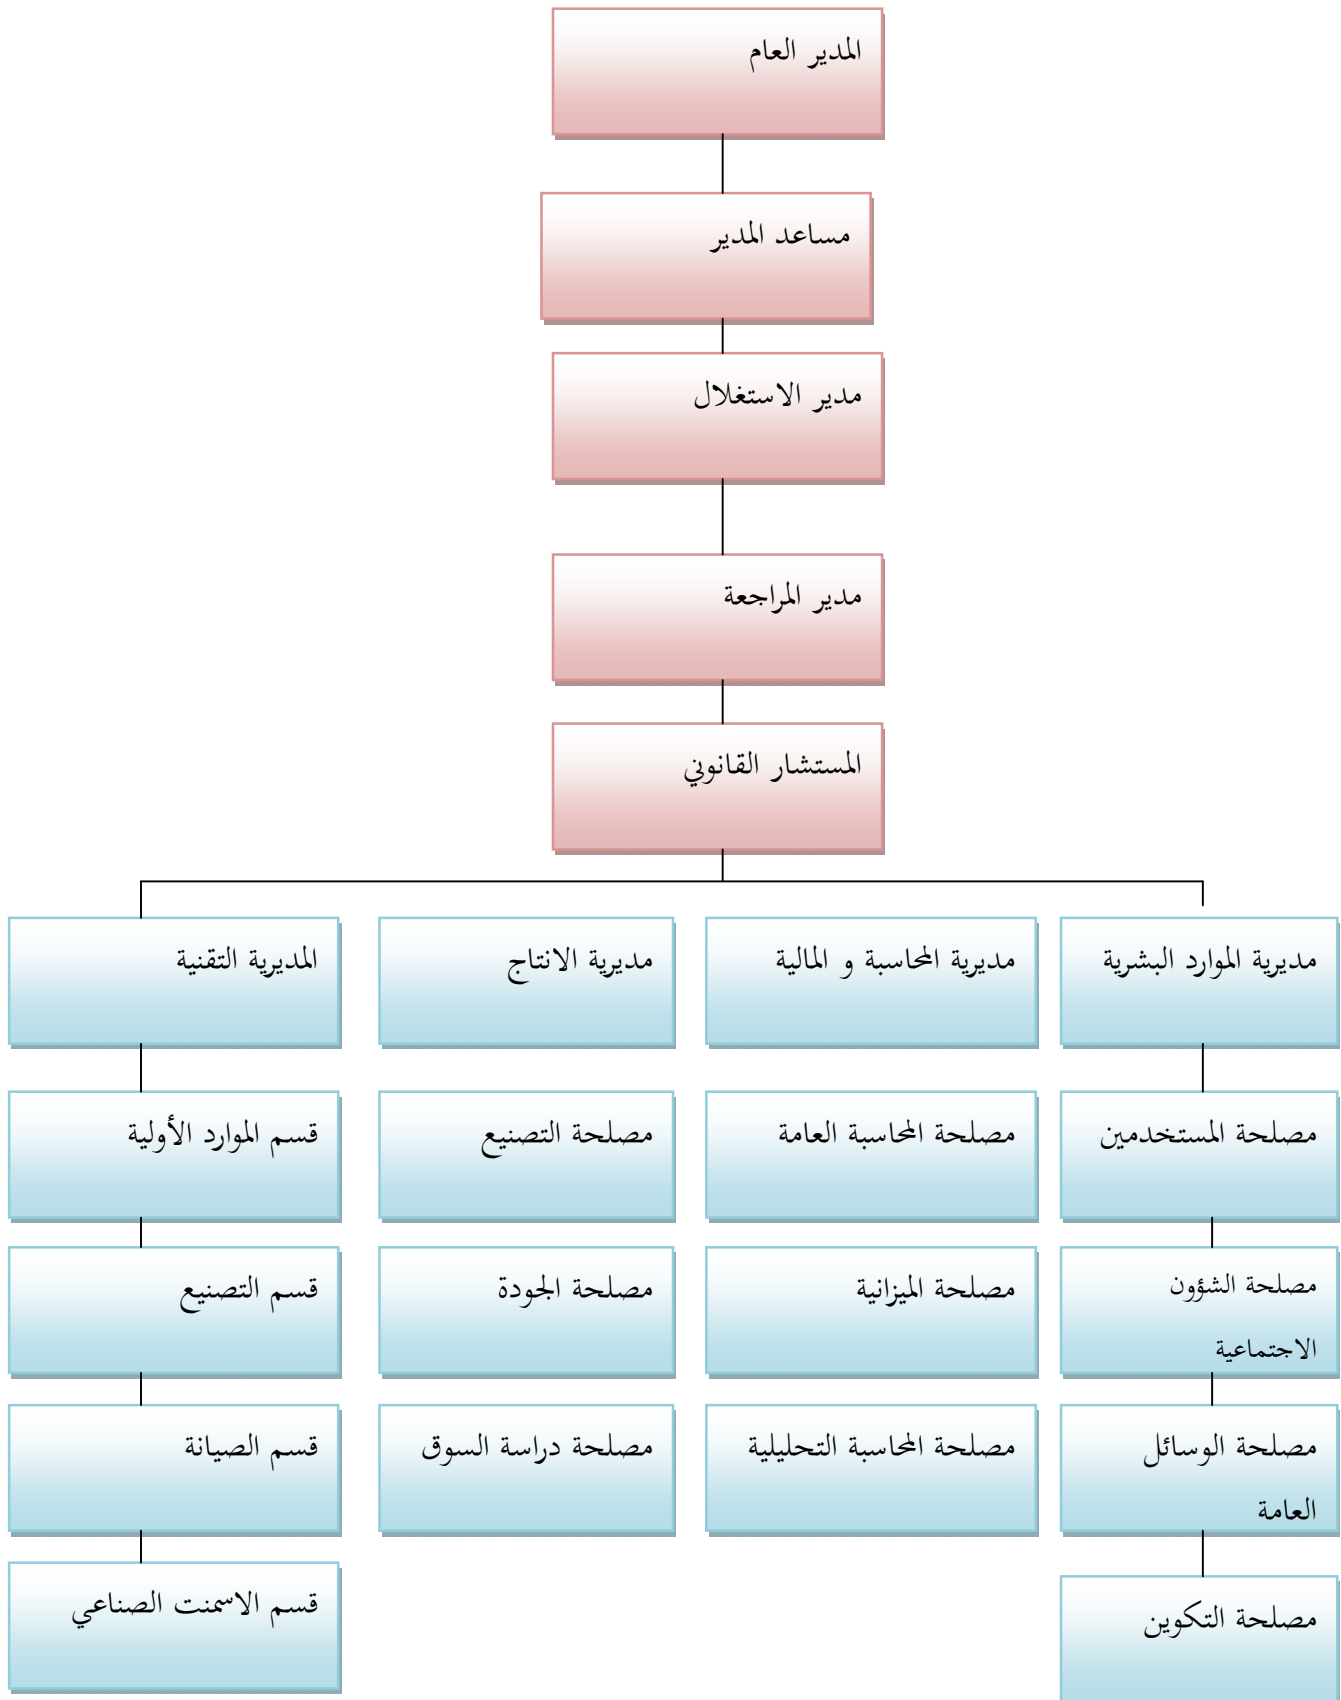 المدير العام
مساعد المدير
مدير الاستغلال
مدير المراجعة
المستشار القانوني
مديرية الموارد البشرية
مديرية المحاسبة و المالية
مديرية الانتاج
المديرية التقنية
مصلحة المستخدمين
مصلحة المحاسبة العامة
مصلحة التصنيع
قسم الموارد الأولية
مصلحة الشؤون
الاجتماعية
مصلحة الميزانية
مصلحة الجودة
قسم التصنيع
مصلحة الوسائل
العامة
مصلحة المحاسبة التحليلية
مصلحة دراسة السوق
قسم الصيانة
مصلحة التكوين
قسم الاسمنت الصناعي